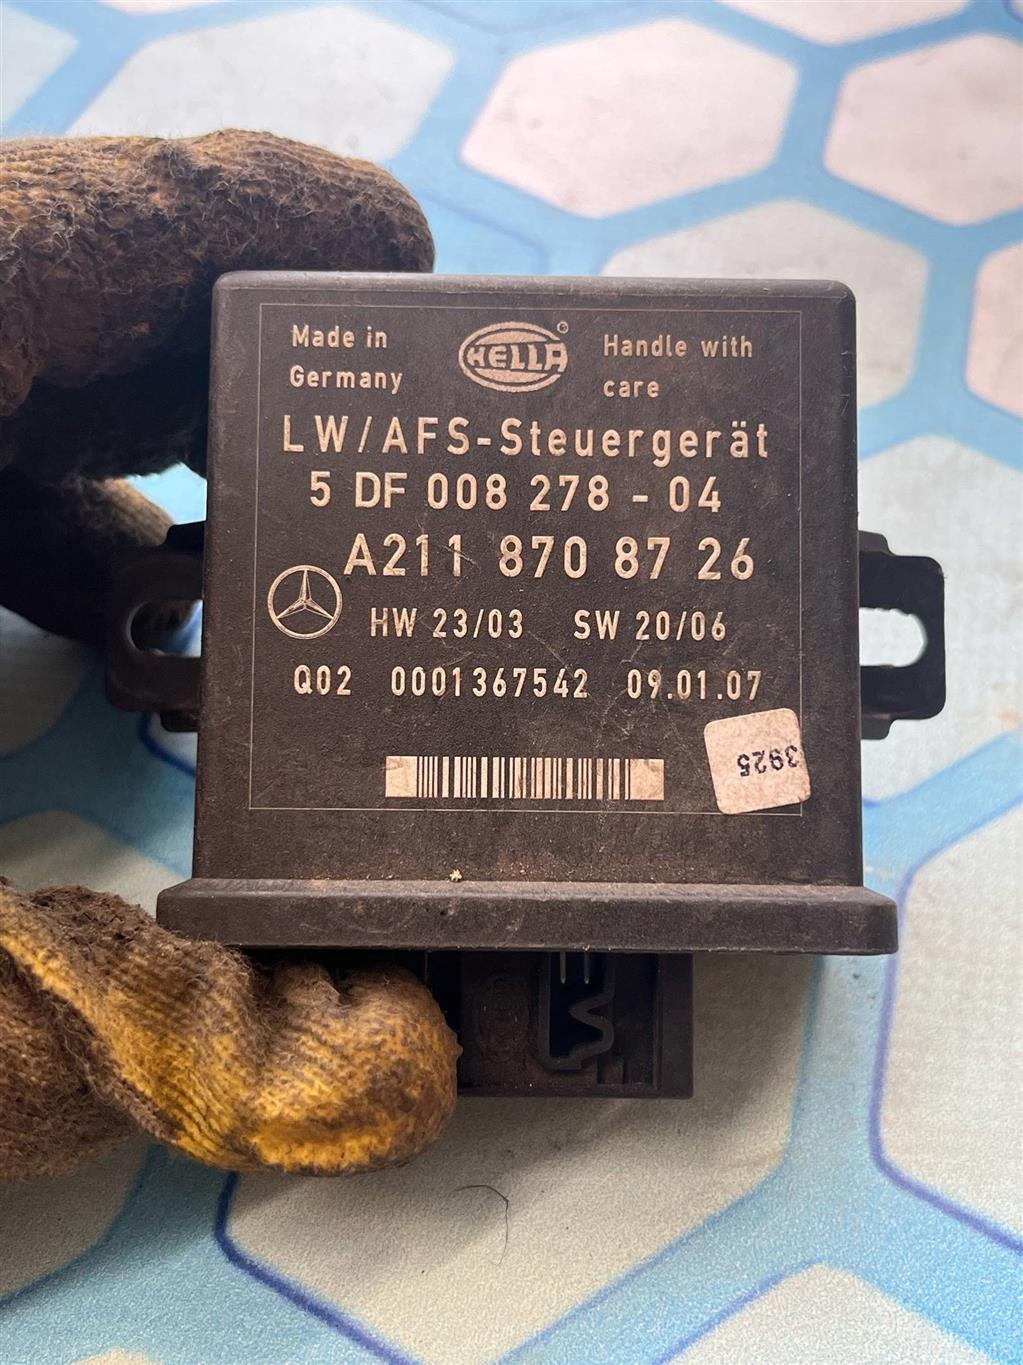 Made in
Germany
HELLA
Handle with
care
LW/AFS-Steuergerät
5 DF 008 278 - 04
A211 870 87 26
HW 23/03 SW 20/06
Q02 0001367542 09.01.07
3925